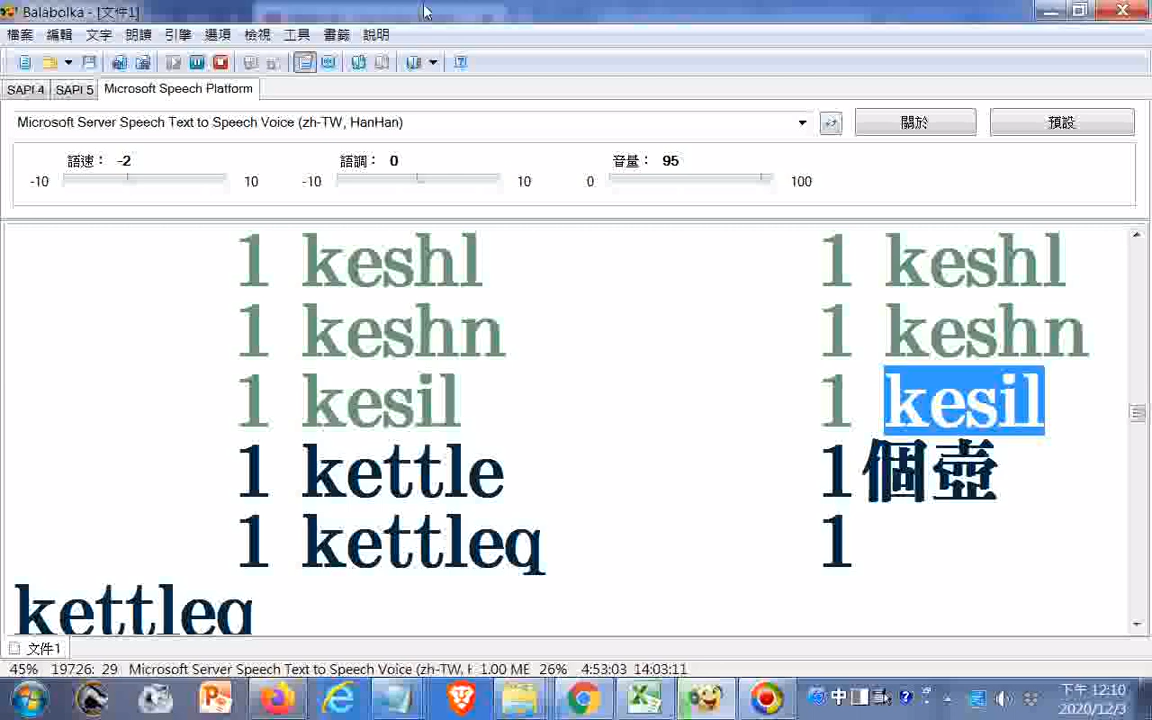 Balabolka - [文件1]
檔案 編輯 文字 朗讀 引擎 選項 檢視 工具 書籤 說明
SAPI 4 SAPI 5 Microsoft Speech Platform
Microsoft Server Speech Text to Speech Voice (zh-TW, HanHan) 關於 預設
語速: -2 語調: 0 音量: 95
-10 10 -10 10 0 100
1 keshl 1 keshl
1 keshn 1 keshn
1 kesil 1 kesil
1 kettle 1個壺
1 kettleq 1
kettleq
文件1
45% 19726: 29 Microsoft Server Speech Text to Speech Voice (zh-TW, H 1.00 ME 26% 4:53:03 14:03:11
中 下午 12:10
2020/12/3